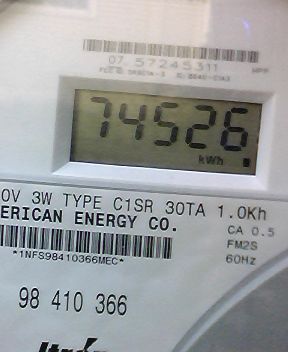 07 57245311
74526
kWh
0V 3W TYPE C1SR 30TA 1.0Kh
ERICAN ENERGY CO.
CA 0.5
FM2S
60Hz
*1NFS98410366MEC*
98 410 366
Itrón